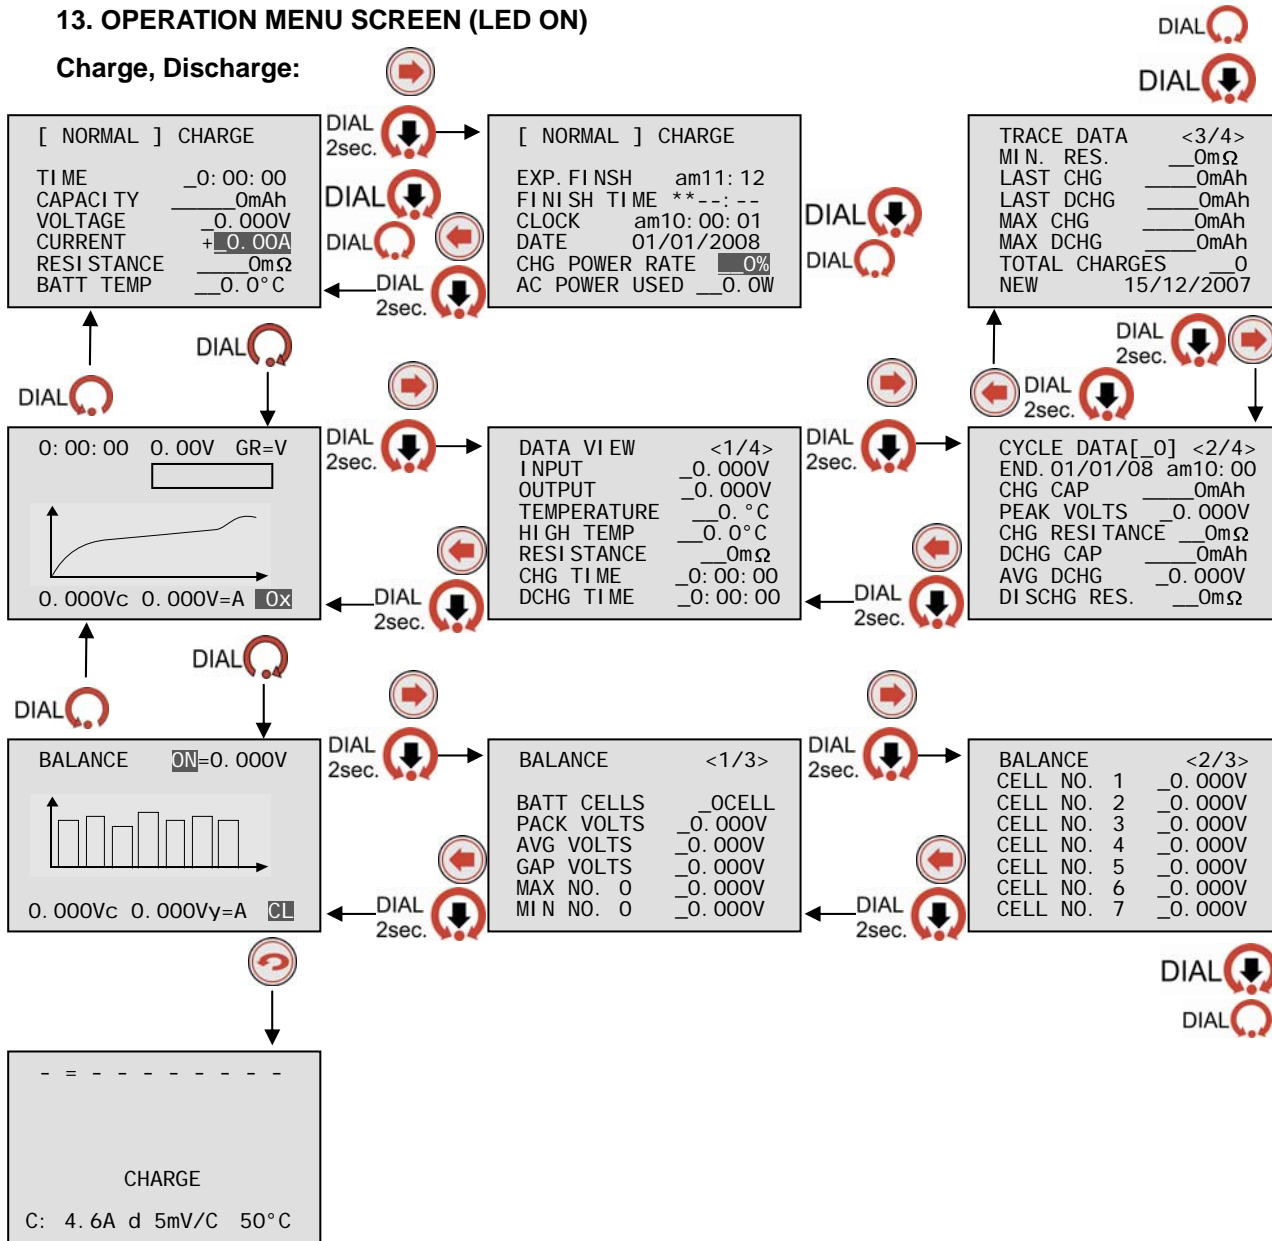 13. OPERATION MENU SCREEN (LED ON)
Charge, Discharge:
DIAL
DIAL
[ NORMAL ] CHARGE
TIME _0:00:00
CAPACITY _____0mAh
VOLTAGE _0.000V
CURRENT +_0.00A
RESISTANCE ____0mΩ
BATT TEMP __0.0°C
DIAL
2sec.
DIAL
DIAL
DIAL
2sec.
[ NORMAL ] CHARGE
EXP.FINSH am11:12
FINISH TIME **--:--
CLOCK am10:00:01
DATE 01/01/2008
CHG POWER RATE __0%
AC POWER USED __0.0W
DIAL
DIAL
TRACE DATA <3/4>
MIN. RES. __0mΩ
LAST CHG ____0mAh
LAST DCHG ____0mAh
MAX CHG ____0mAh
MAX DCHG ____0mAh
TOTAL CHARGES __0
NEW 15/12/2007
DIAL
DIAL
DIAL
2sec.
DIAL
2sec.
0:00:00 0.00V GR=V
0.000Vc 0.000V=A 0x
DIAL
2sec.
DIAL
2sec.
DATA VIEW <1/4>
INPUT _0.000V
OUTPUT _0.000V
TEMPERATURE __0.°C
HIGH TEMP __0.0°C
RESISTANCE __0mΩ
CHG TIME _0:00:00
DCHG TIME _0:00:00
DIAL
2sec.
DIAL
2sec.
CYCLE DATA[_0] <2/4>
END.01/01/08 am10:00
CHG CAP ____0mAh
PEAK VOLTS _0.000V
CHG RESITANCE __0mΩ
DCHG CAP ____0mAh
AVG DCHG _0.000V
DISCHG RES. __0mΩ
DIAL
DIAL
BALANCE ON=0.000V
0.000Vc 0.000Vy=A CL
DIAL
2sec.
DIAL
2sec.
BALANCE <1/3>
BATT CELLS _0CELL
PACK VOLTS _0.000V
AVG VOLTS _0.000V
GAP VOLTS _0.000V
MAX NO. 0 _0.000V
MIN NO. 0 _0.000V
DIAL
2sec.
DIAL
2sec.
BALANCE <2/3>
CELL NO. 1 _0.000V
CELL NO. 2 _0.000V
CELL NO. 3 _0.000V
CELL NO. 4 _0.000V
CELL NO. 5 _0.000V
CELL NO. 6 _0.000V
CELL NO. 7 _0.000V
DIAL
DIAL
- = - - - - - - - -
CHARGE
C: 4.6A d 5mV/C 50°C